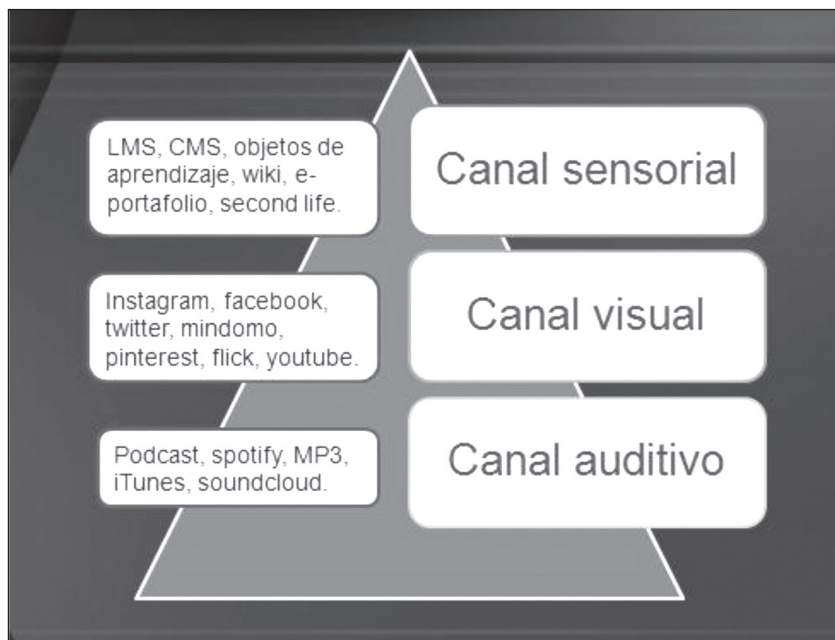 LMS, CMS, objetos de
aprendizaje, wiki, e-
portafolio, second life.
Canal sensorial
Instagram, facebook,
twitter, mindomo,
pinterest, flick, youtube.
Canal visual
Podcast, spotify, MP3,
iTunes, soundcloud.
Canal auditivo